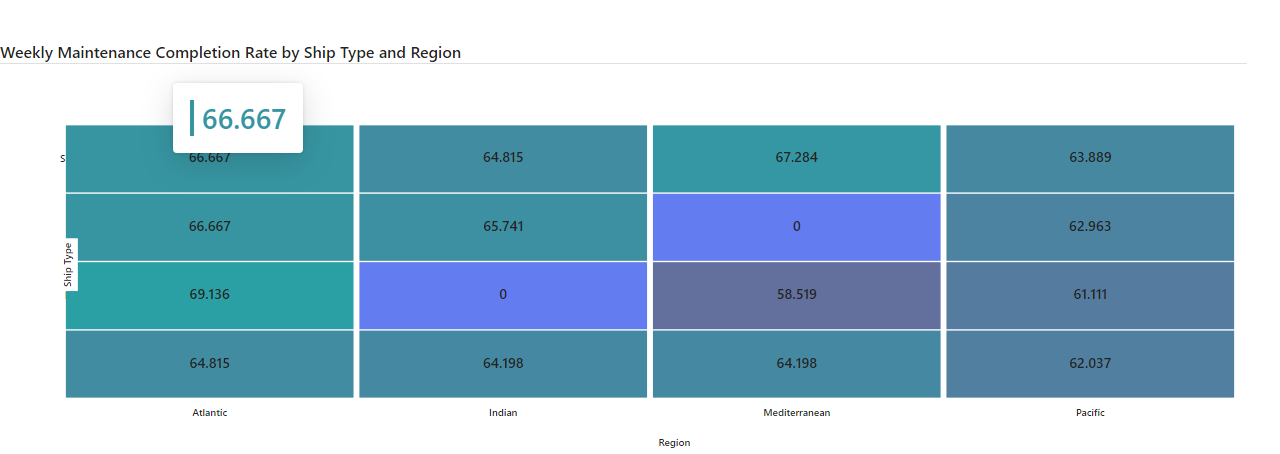 Weekly Maintenance Completion Rate by Ship Type and Region
66.667
S
66.667 64.815 67.284 63.889
66.667 65.741 0 62.963
Ship Type
69.136 0 58.519 61.111
64.815 64.198 64.198 62.037
Atlantic Indian Mediterranean Pacific
Region